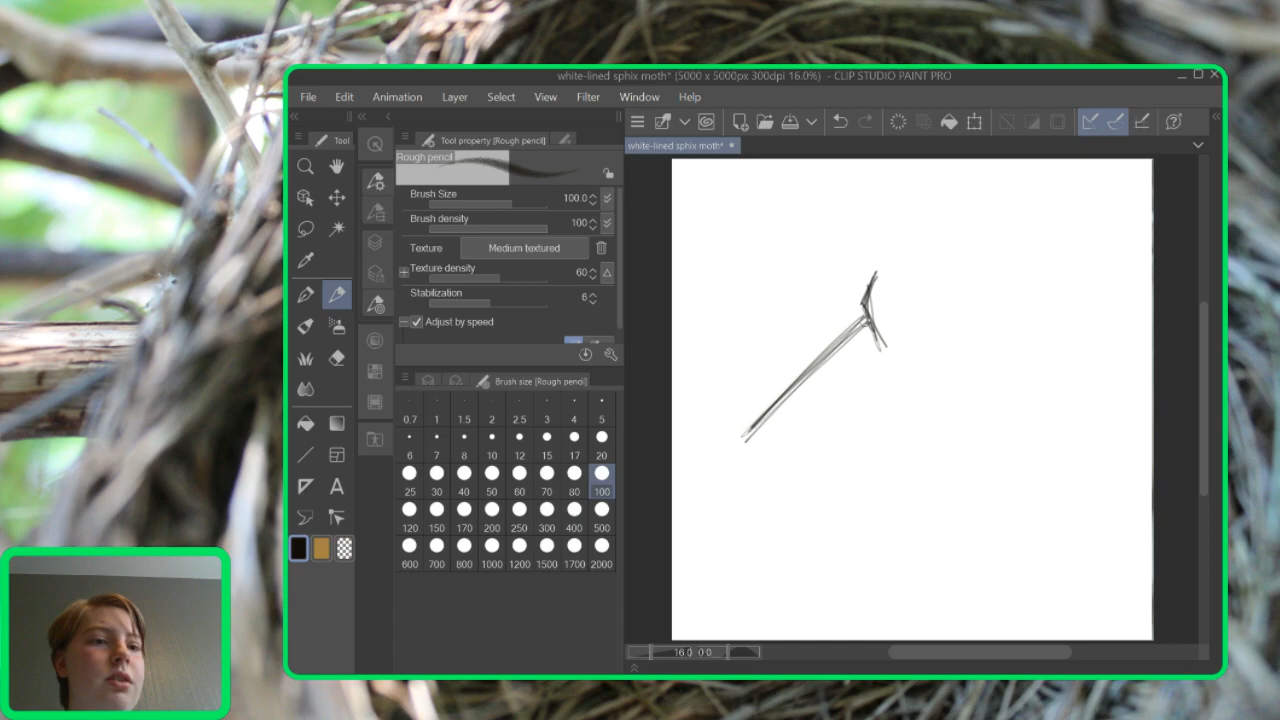 white-lined sphix moth* (5000 x 5000px 300dpi 16.0%) - CLIP STUDIO PAINT PRO
File Edit Animation Layer Select View Filter Window Help
Tool
Tool property [Rough pencil]
white-lined sphix moth*
Rough pencil
Brush Size 100.0
Brush density 100
Texture Medium textured
Texture density 60
Stabilization 6
Adjust by speed
Brush size [Rough pencil]
0.7 1 1.5 2 2.5 3 4 5
6 7 8 10 12 15 17 20
25 30 40 50 60 70 80 100
120 150 170 200 250 300 400 500
600 700 800 1000 1200 1500 1700 2000